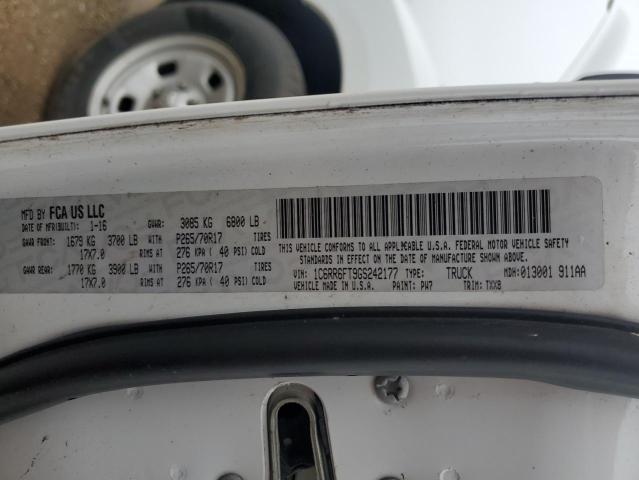 MFD BY FCA US LLC
DATE OF MFR(BUILT): 1-16 GVWR: 3085 KG 6800 LB
GAWR FRONT: 1679 KG 3700 LB WITH P265/70R17 TIRES
17X7.0 RIMS AT 276 KPA ( 40 PSI) COLD
GAWR REAR: 1770 KG 3900 LB WITH P265/70R17 TIRES
17X7.0 RIMS AT 276 KPA ( 40 PSI) COLD
THIS VEHICLE CONFORMS TO ALL APPLICABLE U.S.A. FEDERAL MOTOR VEHICLE SAFETY
STANDARDS IN EFFECT ON THE DATE OF MANUFACTURE SHOWN ABOVE.
VIN: 1C6RR6FT9GS242177 TYPE: TRUCK MDH: 013001 911AA
VEHICLE MADE IN U.S.A. PAINT: PW7 TRIM: TXX8